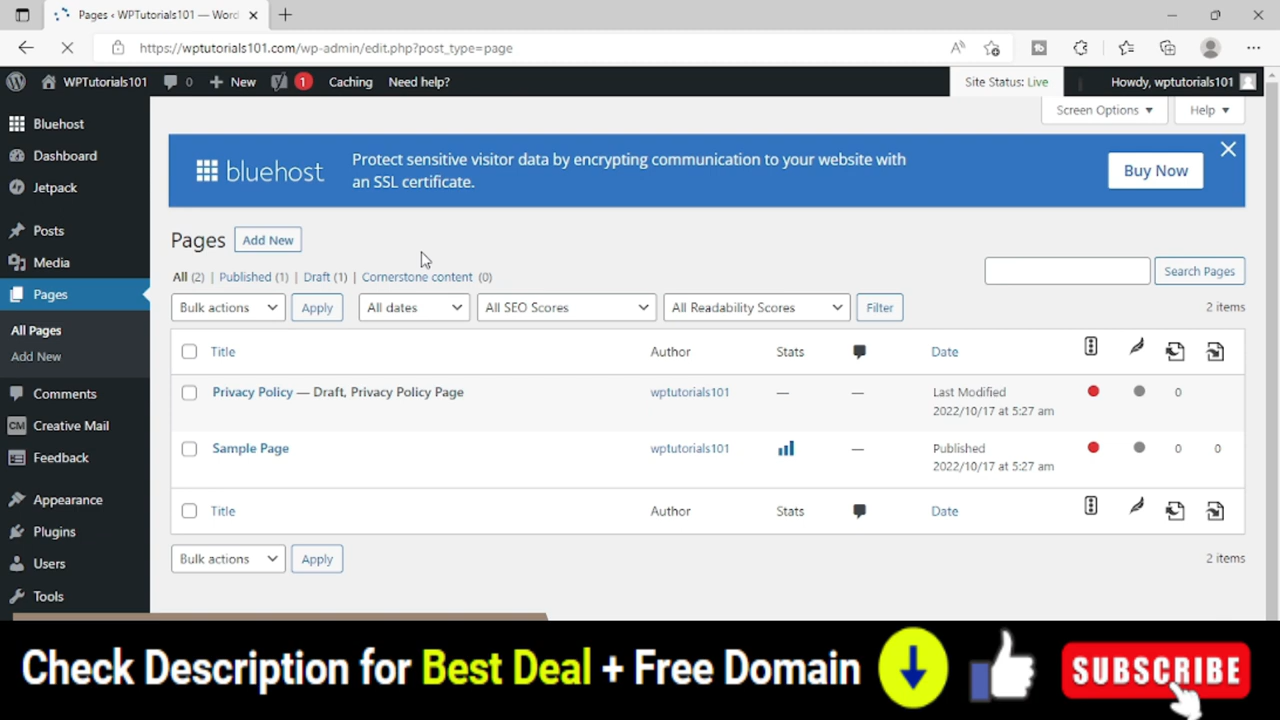 Pages ‹ WPTutorials101 — Word
https://wptutorials101.com/wp-admin/edit.php?post_type=page
WPTutorials101 0 New 1 Caching Need help? Site Status: Live Howdy, wptutorials101
Screen Options Help
Bluehost
Dashboard
Jetpack
Posts
Media
Pages
All Pages
Add New
Comments
CM Creative Mail
Feedback
Appearance
Plugins
Users
Tools
bluehost
Protect sensitive visitor data by encrypting communication to your website with
an SSL certificate.
Buy Now
Pages Add New
All (2) | Published (1) | Draft (1) | Cornerstone content (0)
Search Pages
Bulk actions Apply All dates All SEO Scores All Readability Scores Filter 2 items
Title Author Stats Date
Privacy Policy — Draft, Privacy Policy Page wptutorials101 — — Last Modified 0
2022/10/17 at 5:27 am
Sample Page wptutorials101 — Published 0 0
2022/10/17 at 5:27 am
Title Author Stats Date
Bulk actions Apply 2 items
Check Description for Best Deal + Free Domain SUBSCRIBE